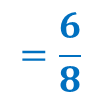 = 6/8